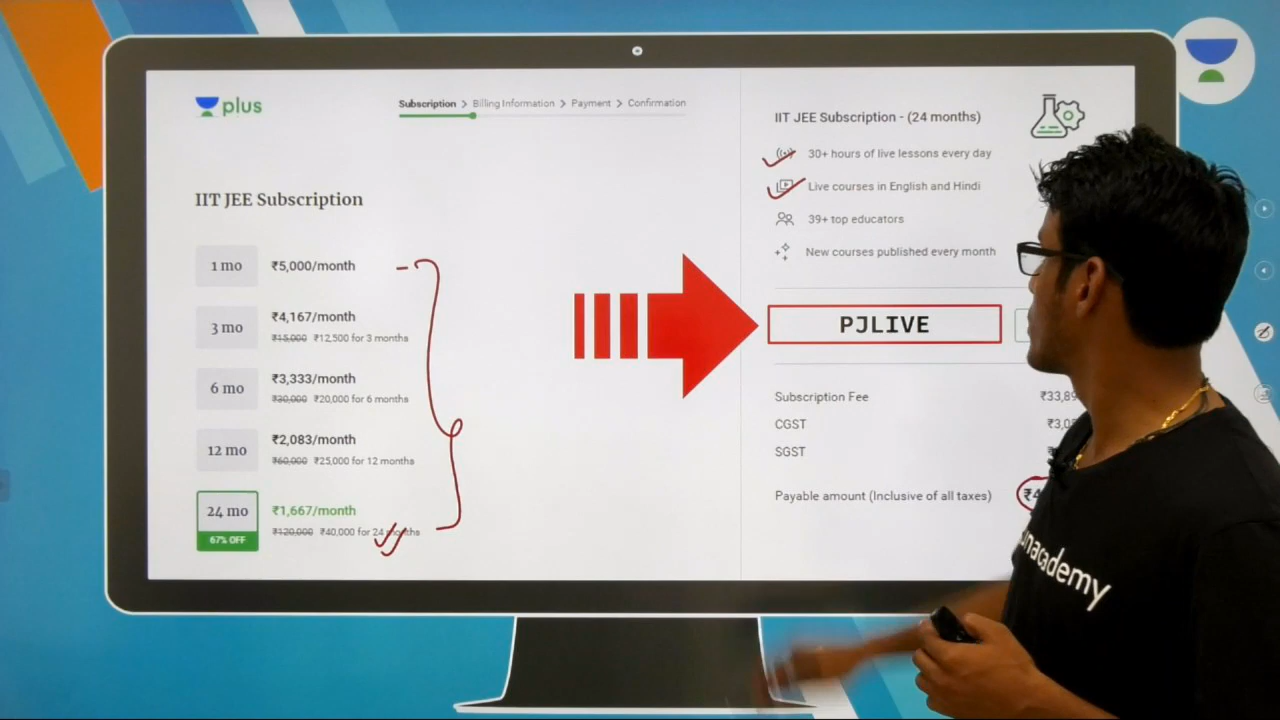 plus
Subscription > Billing Information > Payment > Confirmation
IIT JEE Subscription
1 mo ₹5,000/month
3 mo ₹4,167/month
₹15,000 ₹12,500 for 3 months
6 mo ₹3,333/month
₹30,000 ₹20,000 for 6 months
12 mo ₹2,083/month
₹60,000 ₹25,000 for 12 months
24 mo ₹1,667/month
67% OFF ₹120,000 ₹40,000 for 24 months
IIT JEE Subscription - (24 months)
30+ hours of live lessons every day
Live courses in English and Hindi
39+ top educators
New courses published every month
PJLIVE
Subscription Fee
CGST
SGST
Payable amount (Inclusive of all taxes)
unacademy